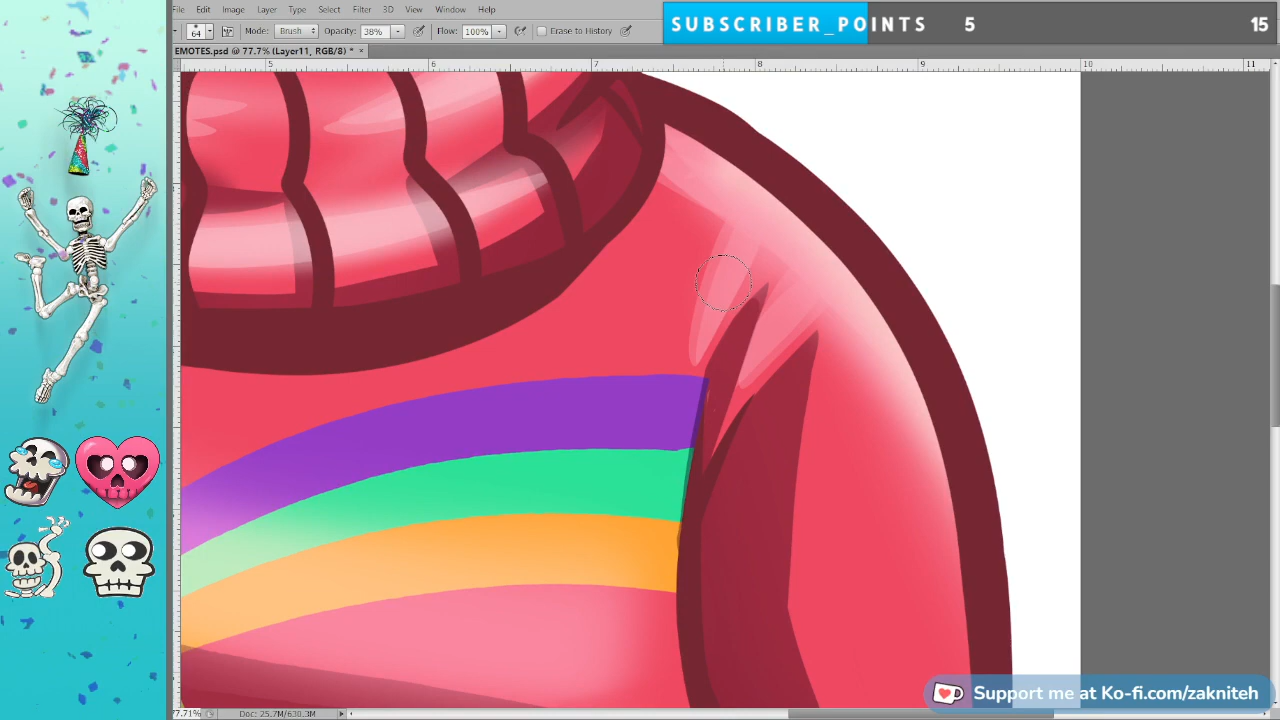 File Edit Image Layer Type Select Filter 3D View Window Help
64 Mode: Brush Opacity: 38% Flow: 100% Erase to History
SUBSCRIBER_POINTS 5 15
EMOTES.psd @ 77.7% (Layer11, RGB/8) * ×
5 6 7 8 9 10 11
Support me at Ko-fi.com/zakniteh
77.71% Doc: 25.7M/630.3M